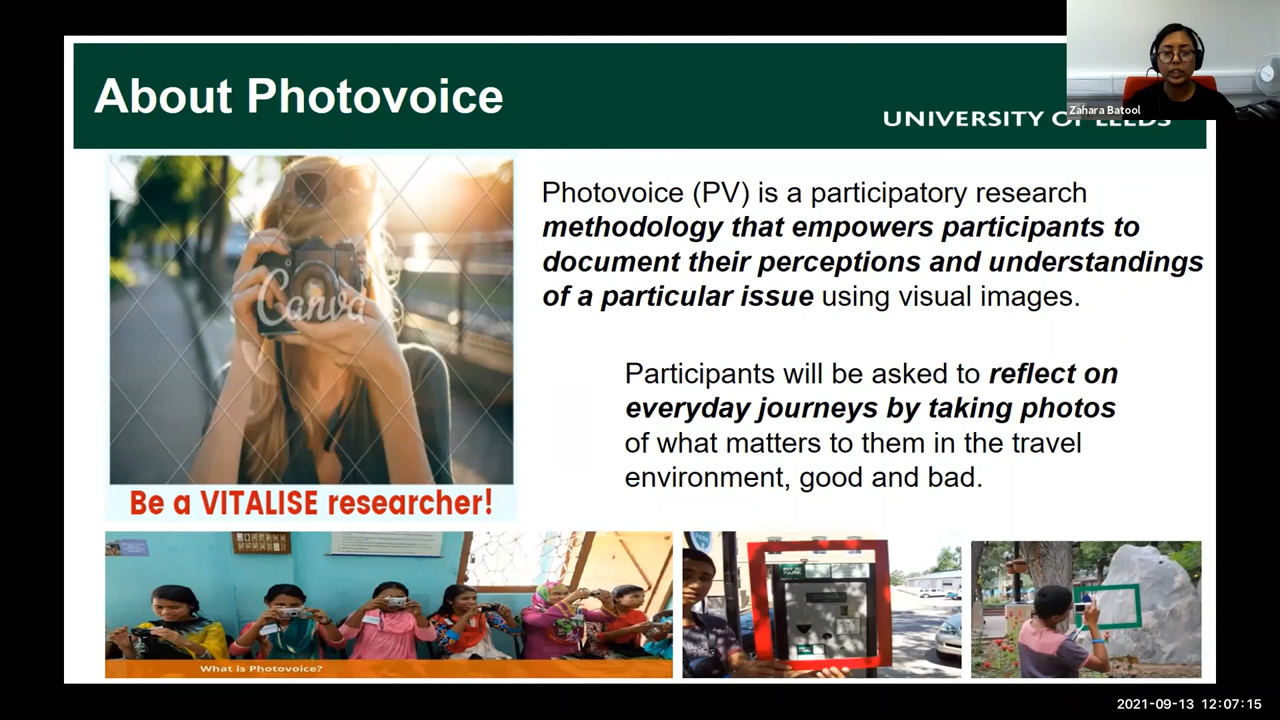 About Photovoice
UNIVERSITY OF LEEDS
Zahara Batool
Canva
Be a VITALISE researcher!
Photovoice (PV) is a participatory research
methodology that empowers participants to
document their perceptions and understandings
of a particular issue using visual images.
Participants will be asked to reflect on
everyday journeys by taking photos
of what matters to them in the travel
environment, good and bad.
What is Photovoice?
PARK
2021-09-13 12:07:15